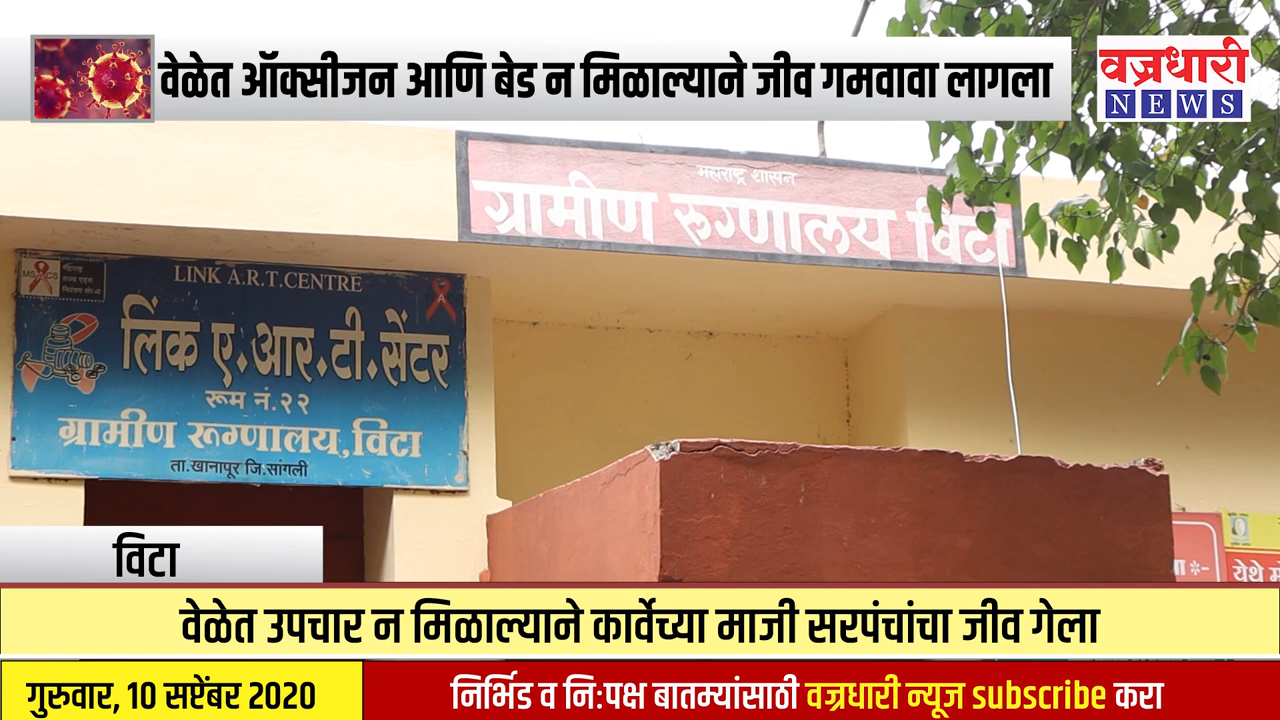 वेळेत ऑक्सीजन आणि बेड न मिळाल्याने जीव गमवावा लागला
वज्रधारी
NEWS
महाराष्ट्र शासन
ग्रामीण रुग्णालय विटा
LINK A.R.T.CENTRE
लिंक ए.आर.टी.सेंटर
रूम नं.२२
ग्रामीण रूग्णालय,विटा
ता.खानापूर जि.सांगली
येथे
विटा
वेळेत उपचार न मिळाल्याने कार्वेच्या माजी सरपंचांचा जीव गेला
गुरुवार, 10 सप्टेंबर 2020
निर्भिड व नि:पक्ष बातम्यांसाठी वज्रधारी न्यूज subscribe करा